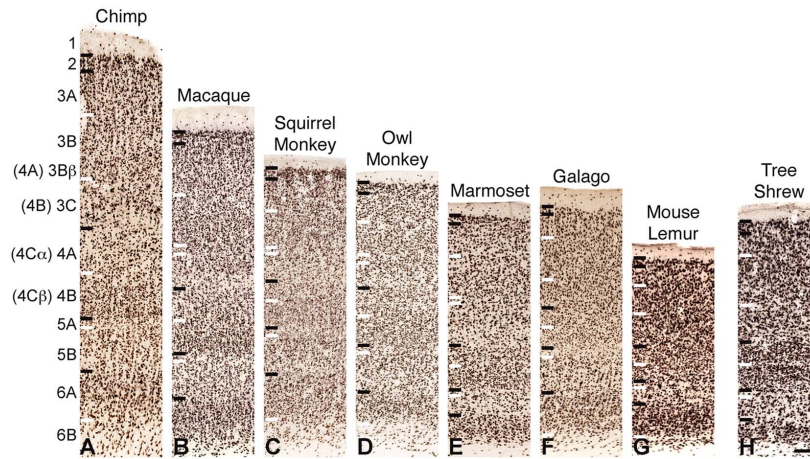 Chimp
Macaque
Squirrel
Monkey
Owl
Monkey
Marmoset
Galago
Mouse
Lemur
Tree
Shrew
1
2
3A
3B
(4A) 3Bβ
(4B) 3C
(4Cα) 4A
(4Cβ) 4B
5A
5B
6A
6B
A
B
C
D
E
F
G
H